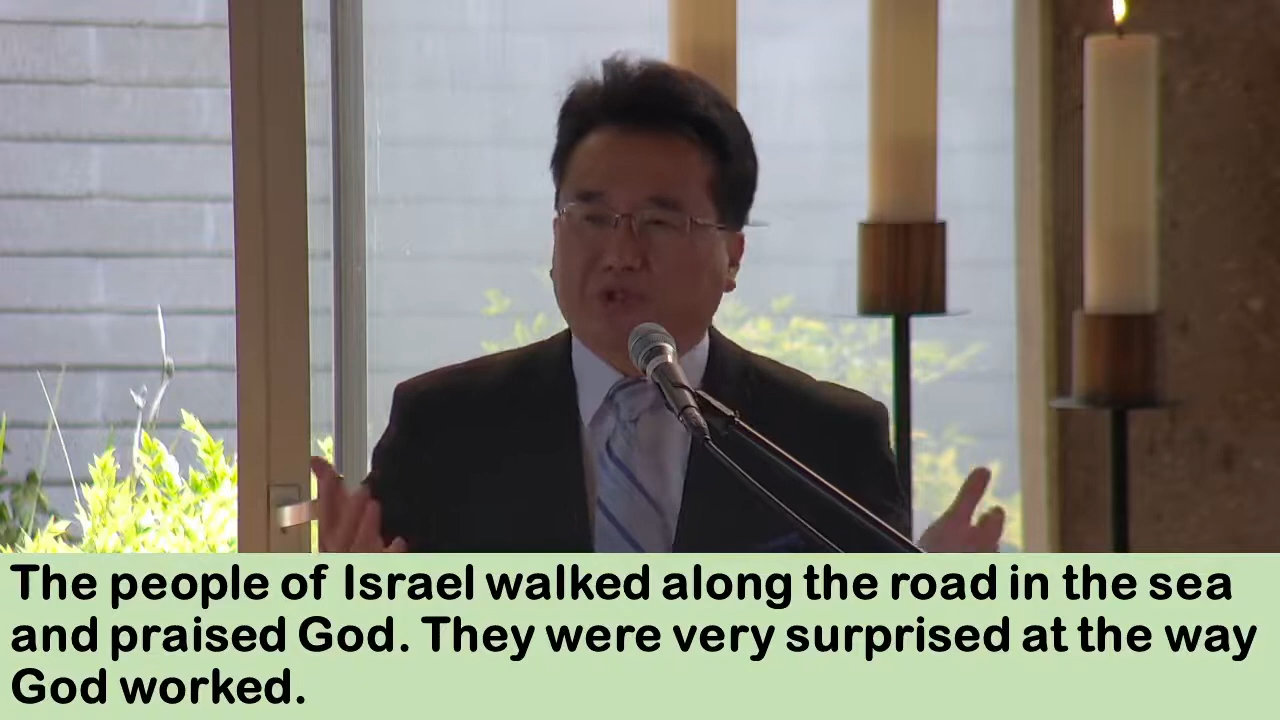 The people of Israel walked along the road in the sea
and praised God. They were very surprised at the way
God worked.